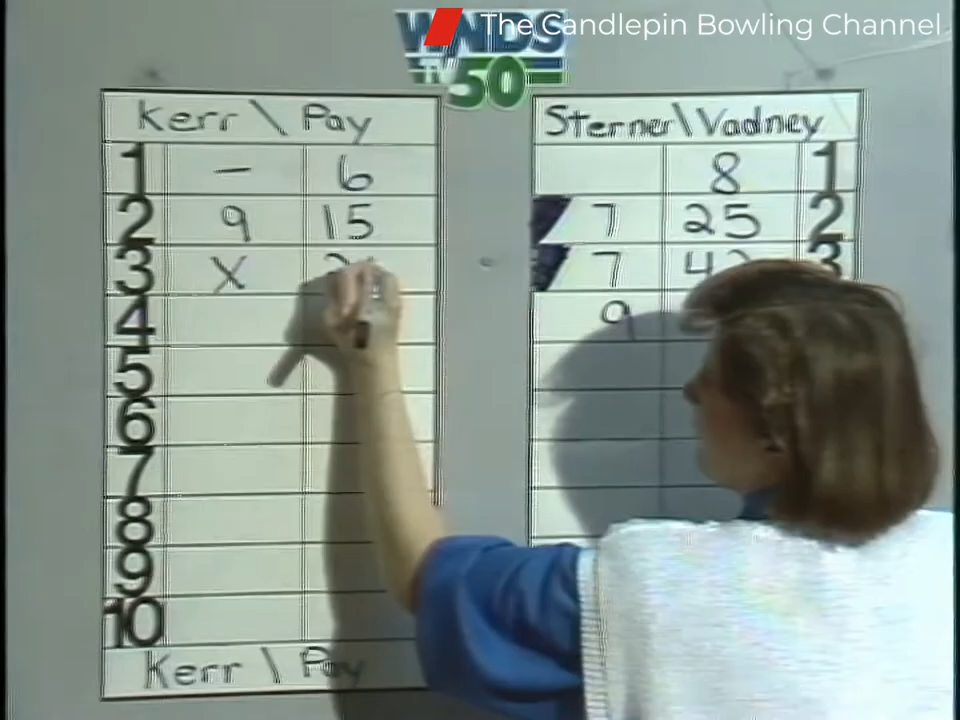 The Candlepin Bowling Channel
WNDS
TV 50
Kerr \ Pay
1 - 6
2 9 15
3 X
4
5
6
7
8
9
10
Kerr \ Pay
Sterner \ Vadney
8 1
7 25 2
7 3
9